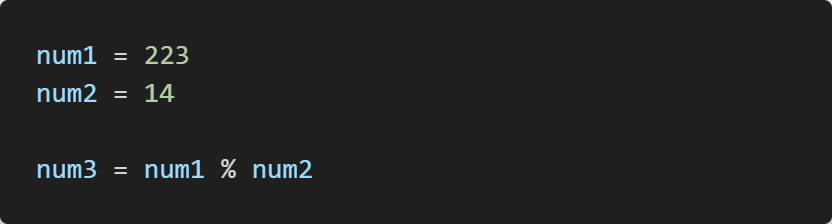 num1 = 223
num2 = 14
num3 = num1 % num2